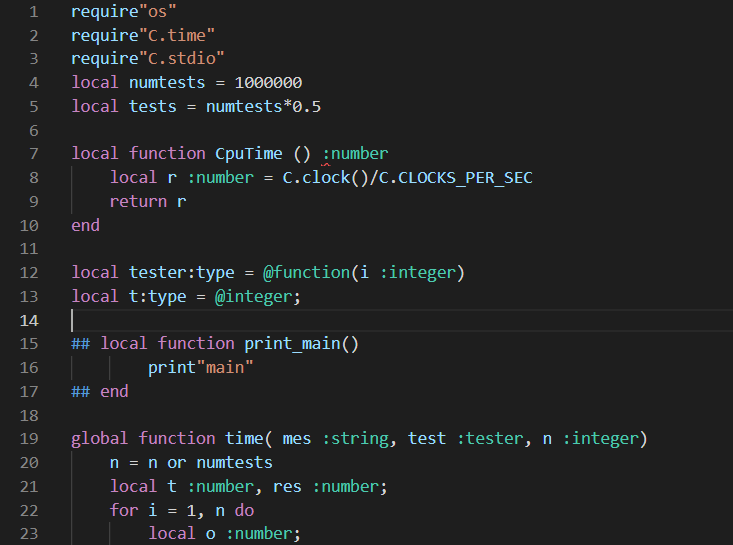 1 require"os"
2 require"C.time"
3 require"C.stdio"
4 local numtests = 1000000
5 local tests = numtests*0.5
6
7 local function CpuTime () :number
8     local r :number = C.clock()/C.CLOCKS_PER_SEC
9     return r
10 end
11
12 local tester:type = @function(i :integer)
13 local t:type = @integer;
14
15 ## local function print_main()
16         print"main"
17 ## end
18
19 global function time( mes :string, test :tester, n :integer)
20     n = n or numtests
21     local t :number, res :number;
22     for i = 1, n do
23         local o :number;